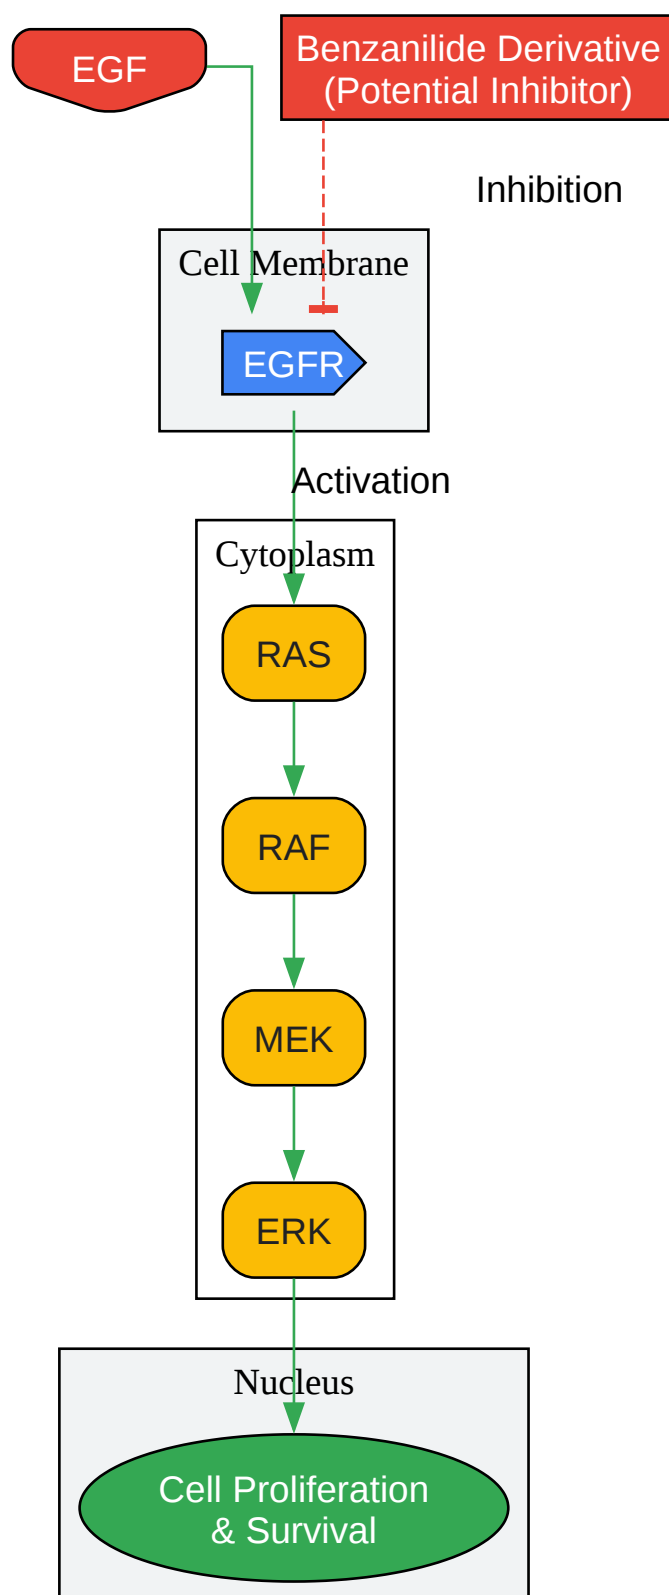 EGF
Benzanilide Derivative
(Potential Inhibitor)
Inhibition
Cell Membrane
EGFR
Activation
Cytoplasm
RAS
RAF
MEK
ERK
Nucleus
Cell Proliferation
& Survival